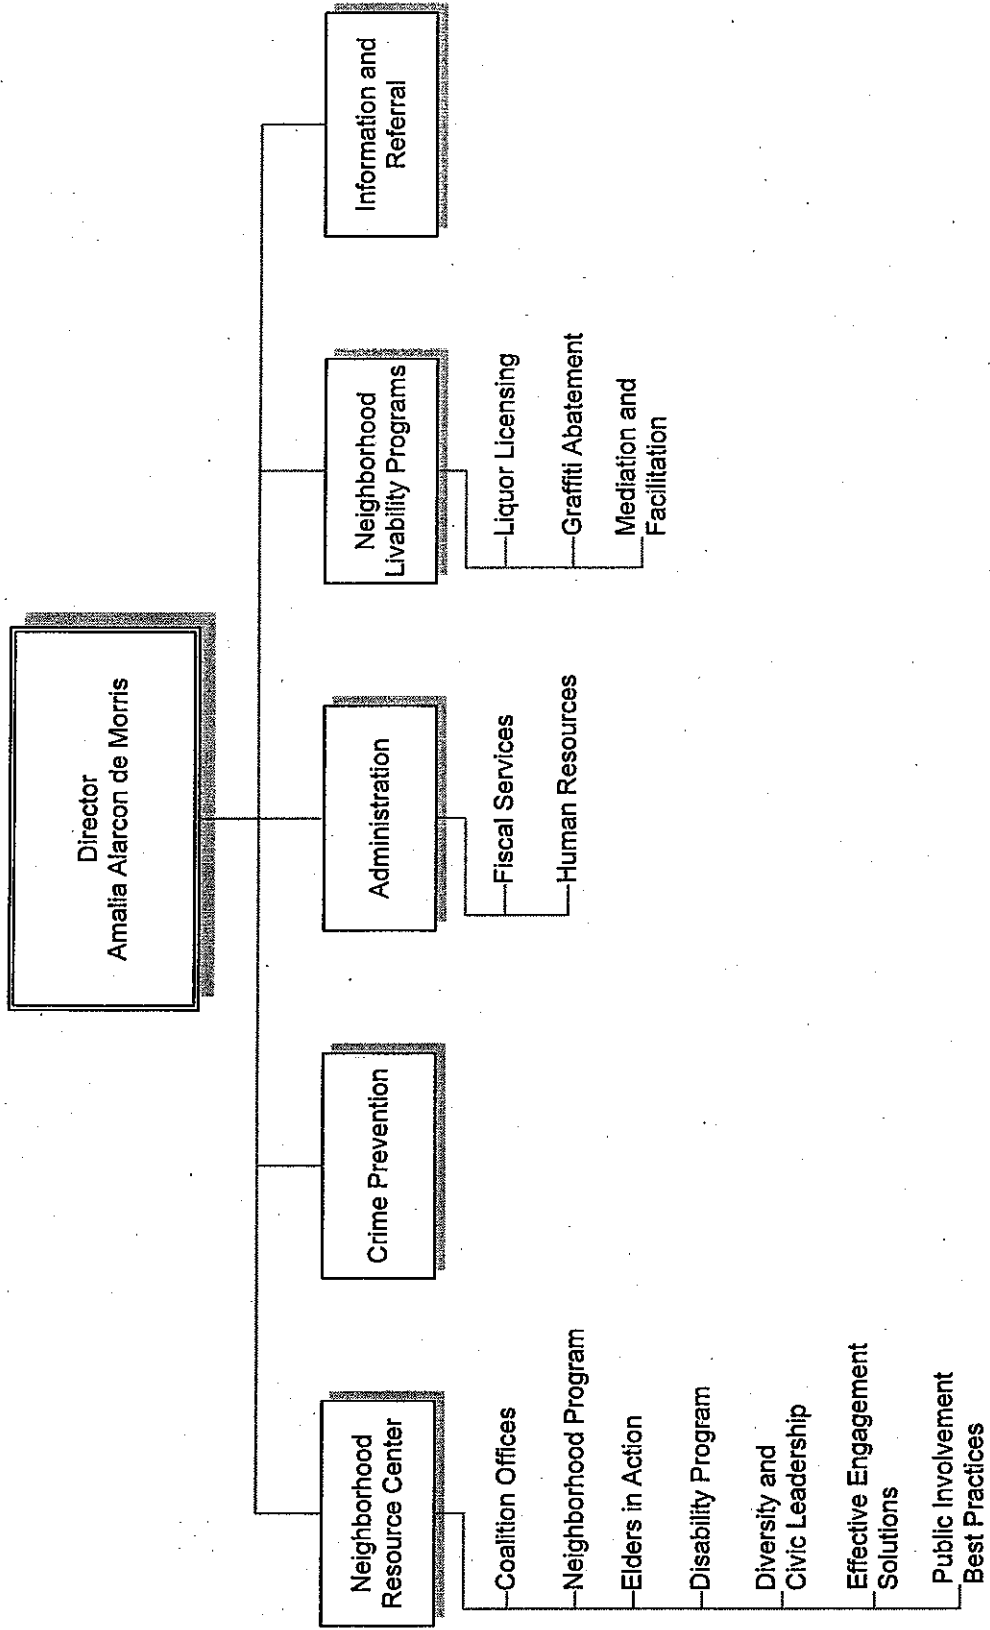 Director
Amalia Alarcon de Morris
Neighborhood
Resource Center
Coalition Offices
Neighborhood Program
Elders in Action
Disability Program
Diversity and
Civic Leadership
Effective Engagement
Solutions
Public Involvement
Best Practices
Crime Prevention
Administration
Fiscal Services
Human Resources
Neighborhood
Livability Programs
Liquor Licensing
Graffiti Abatement
Mediation and
Facilitation
Information and
Referral